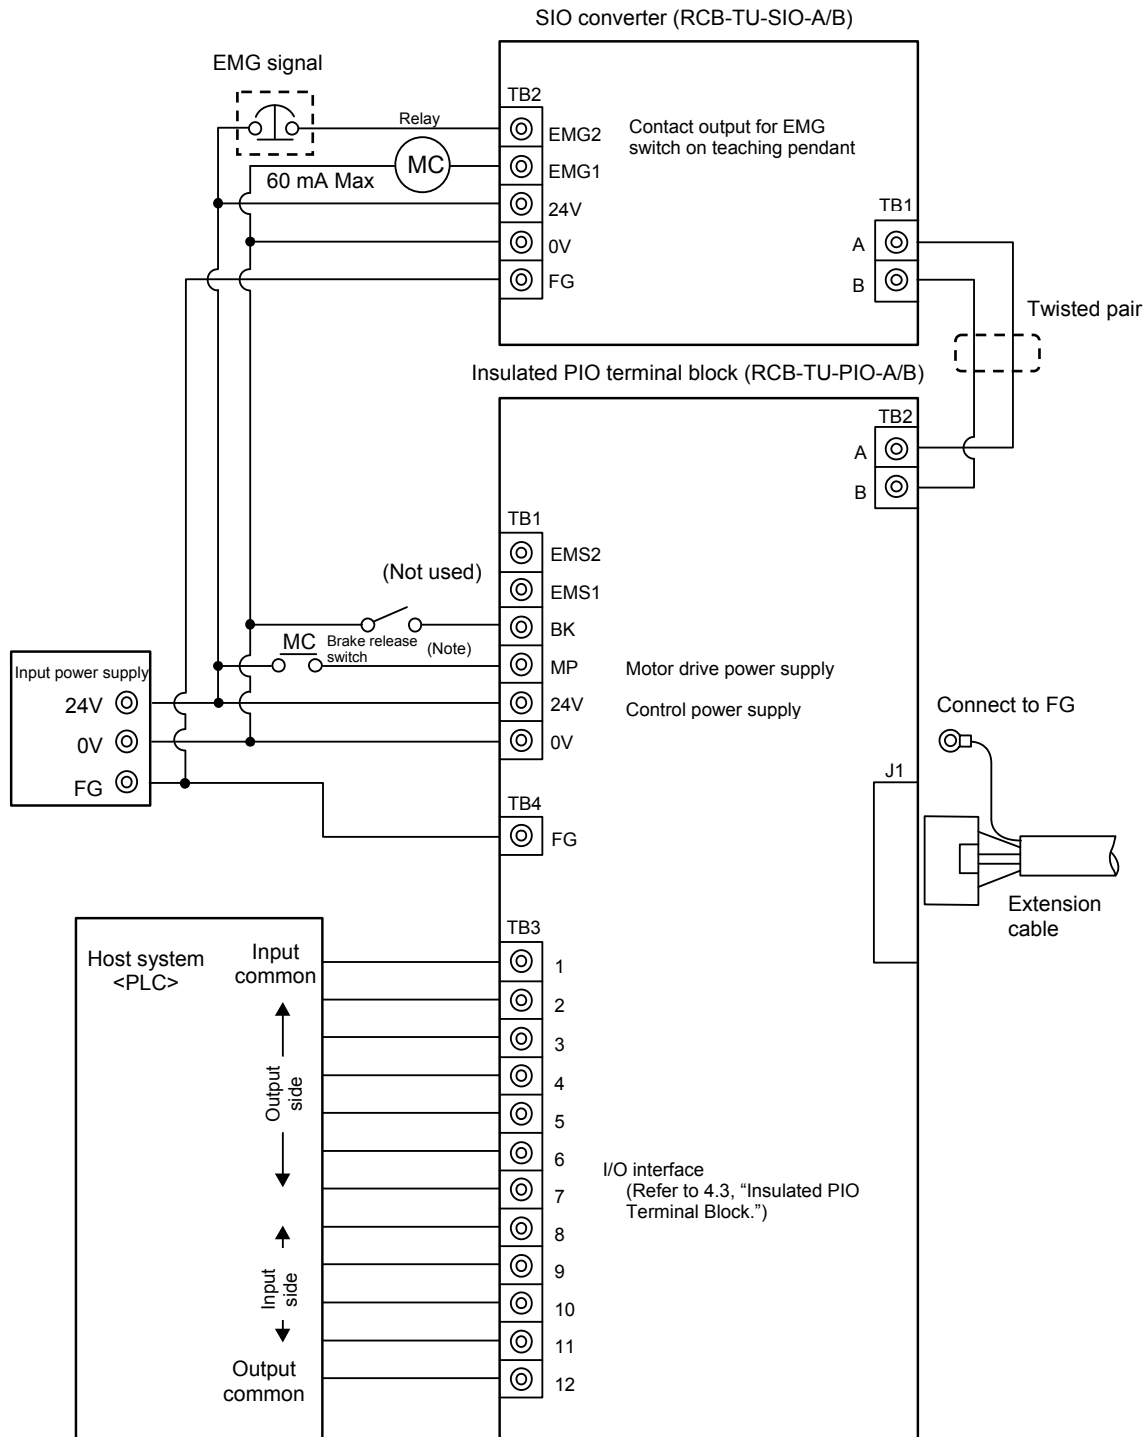 SIO converter (RCB-TU-SIO-A/B)
EMG signal
TB2
Relay
EMG2
Contact output for EMG
switch on teaching pendant
MC
EMG1
60 mA Max
24V
TB1
0V
A
FG
B
Twisted pair
Insulated PIO terminal block (RCB-TU-PIO-A/B)
TB2
A
B
TB1
EMS2
(Not used)
EMS1
BK
MC
Brake release
switch
(Note)
MP
Motor drive power supply
Input power supply
24V
24V
Control power supply
Connect to FG
0V
0V
FG
J1
TB4
FG
Extension
cable
TB3
Host system
<PLC>
Input
common
1
2
3
4
Output
side
5
6
I/O interface
(Refer to 4.3, “Insulated PIO
Terminal Block.”)
7
8
9
Input
side
10
11
Output
common
12